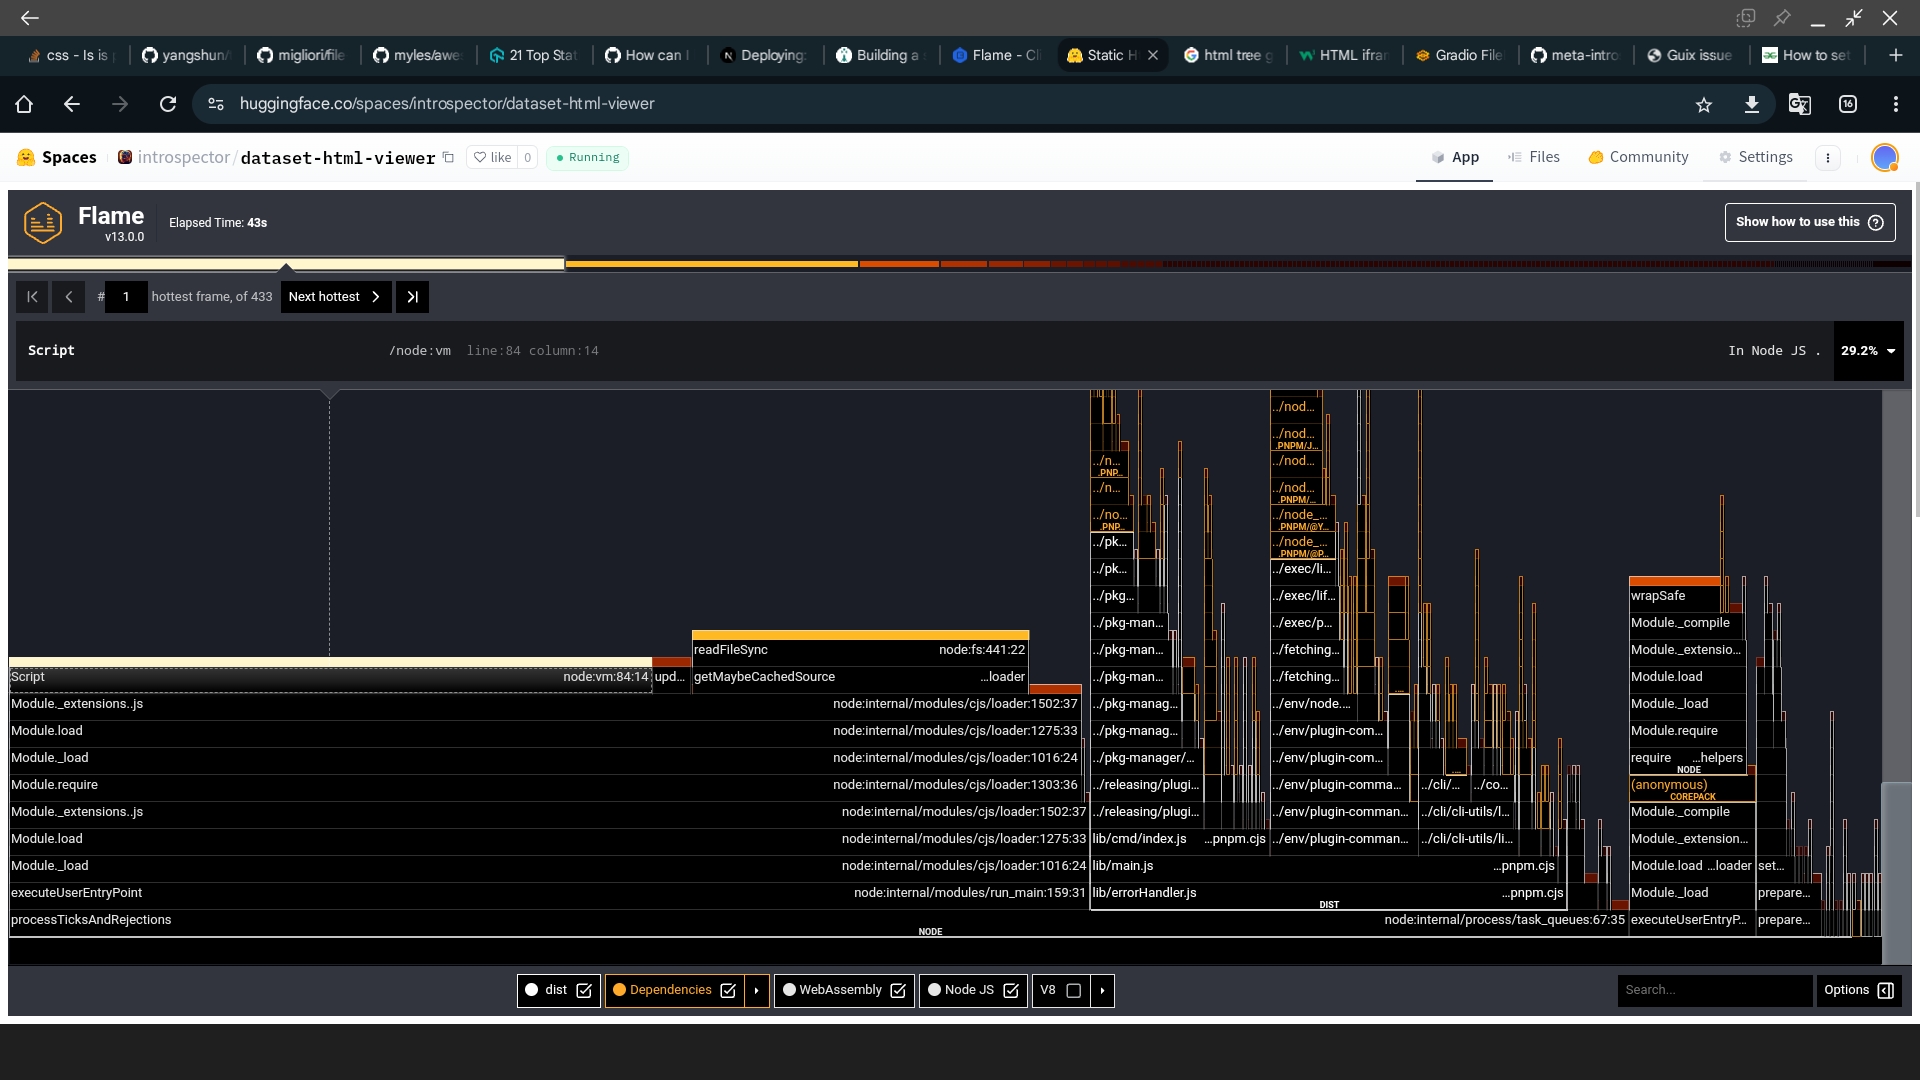 css - Is is
yangshun/
migliori/file
myles/awe
21 Top Stat
How can I
Deploying:
Building a
Flame - Cli
Static H
html tree g
HTML ifran
Gradio File
meta-intro
Guix issue
How to set
huggingface.co/spaces/introspector/dataset-html-viewer
16
Spaces introspector/dataset-html-viewer like 0 Running App Files Community Settings
Flame
v13.0.0
Elapsed Time: 43s
Show how to use this
# 1 hottest frame, of 433 Next hottest
Script /node:vm line:84 column:14 In Node JS . 29.2%
../nod...
../nod...
.PNPM/J...
../n... ../nod...
.PNP...
../n... ../nod...
.PNPM/...
../no... ../node_...
.PNP... .PNPM/@Y...
../pk... ../node_...
.PNPM/@P...
../pk... ../exec/li...
../pkg... ../exec/lif... wrapSafe
../pkg-man... ../exec/p... Module._compile
readFileSync node:fs:441:22 ../pkg-man... ../fetching... Module._extensio...
Script node:vm:84:14 upd... getMaybeCachedSource ...loader ../pkg-man... ../fetching... Module.load
Module._extensions..js node:internal/modules/cjs/loader:1502:37 ../pkg-manag... ../env/node.... Module._load
Module.load node:internal/modules/cjs/loader:1275:33 ../pkg-manag... ../env/plugin-com... Module.require
Module._load node:internal/modules/cjs/loader:1016:24 ../pkg-manager/... ../env/plugin-com... require ...helpers
NODE
Module.require node:internal/modules/cjs/loader:1303:36 ../releasing/plugi... ../env/plugin-comma... ../cli/... ../co... (anonymous)
COREPACK
Module._extensions..js node:internal/modules/cjs/loader:1502:37 ../releasing/plugi... ../env/plugin-comman... ../cli/cli-utils/l... Module._compile
Module.load node:internal/modules/cjs/loader:1275:33 lib/cmd/index.js ...pnpm.cjs ../env/plugin-comman... ../cli/cli-utils/li... Module._extension...
Module._load node:internal/modules/cjs/loader:1016:24 lib/main.js ...pnpm.cjs Module.load ...loader set...
executeUserEntryPoint node:internal/modules/run_main:159:31 lib/errorHandler.js ...pnpm.cjs Module._load prepare...
DIST
processTicksAndRejections node:internal/process/task_queues:67:35 executeUserEntryP... prepare...
NODE
dist Dependencies WebAssembly Node JS V8 Search... Options